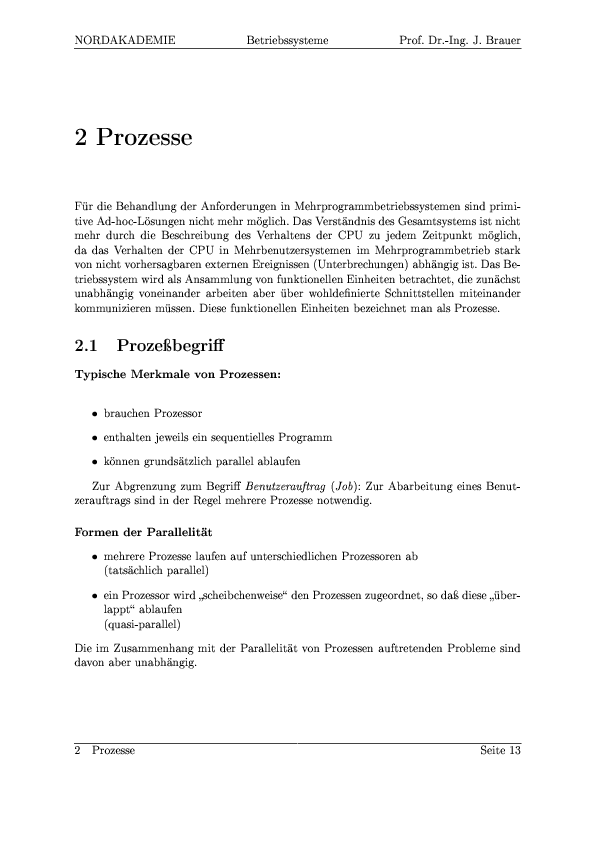 NORDAKADEMIE Betriebssysteme Prof. Dr.-Ing. J. Brauer
2 Prozesse
Für die Behandlung der Anforderungen in Mehrprogrammbetriebssystemen sind primi-
tive Ad-hoc-Lösungen nicht mehr möglich. Das Verständnis des Gesamtsystems ist nicht
mehr durch die Beschreibung des Verhaltens der CPU zu jedem Zeitpunkt möglich,
da das Verhalten der CPU in Mehrbenutzersystemen im Mehrprogrammbetrieb stark
von nicht vorhersagbaren externen Ereignissen (Unterbrechungen) abhängig ist. Das Be-
triebssystem wird als Ansammlung von funktionellen Einheiten betrachtet, die zunächst
unabhängig voneinander arbeiten aber über wohldefinierte Schnittstellen miteinander
kommunizieren müssen. Diese funktionellen Einheiten bezeichnet man als Prozesse.
2.1 Prozeßbegriff
Typische Merkmale von Prozessen:
• brauchen Prozessor
• enthalten jeweils ein sequentielles Programm
• können grundsätzlich parallel ablaufen
Zur Abgrenzung zum Begriff Benutzerauftrag (Job): Zur Abarbeitung eines Benut-
zerauftrags sind in der Regel mehrere Prozesse notwendig.
Formen der Parallelität
• mehrere Prozesse laufen auf unterschiedlichen Prozessoren ab
(tatsächlich parallel)
• ein Prozessor wird „scheibchenweise“ den Prozessen zugeordnet, so daß diese „über-
lappt“ ablaufen
(quasi-parallel)
Die im Zusammenhang mit der Parallelität von Prozessen auftretenden Probleme sind
davon aber unabhängig.
2 Prozesse Seite 13